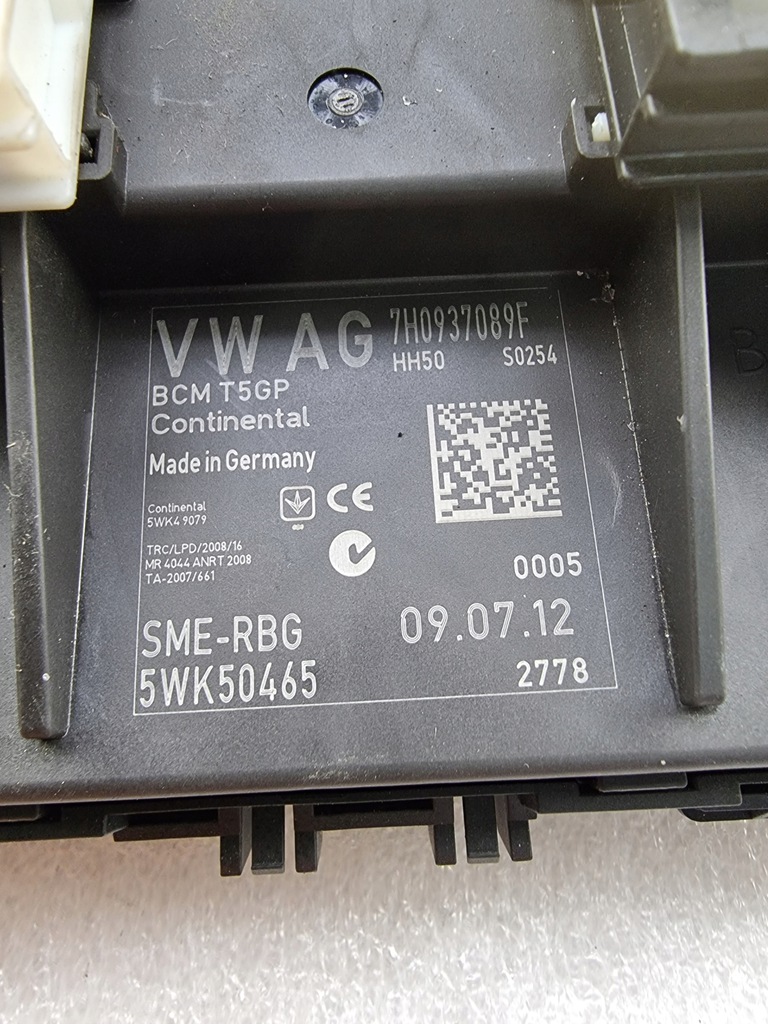 VW AG 7H0937089F
HH50 S0254
BCM T5GP
Continental
Made in Germany
Continental
5WK4 9079
CE
TRC/LPD/2008/16
MR 4044 ANRT 2008
TA-2007/661
0005
SME-RBG
09.07.12
5WK50465
2778
B